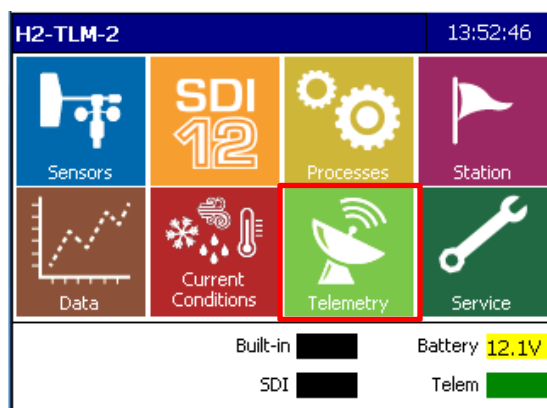 H2-TLM-2 13:52:46
SDI
12
Sensors Processes Station
Current
Conditions
Data Telemetry Service
Built-in Battery 12.1V
SDI Telem